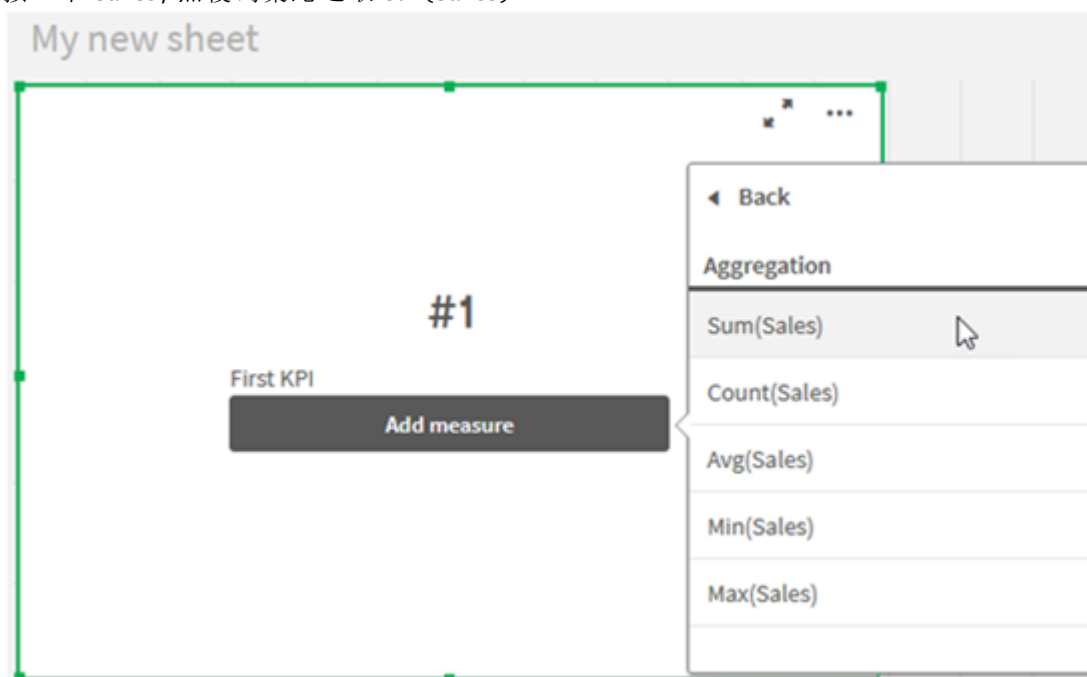 My new sheet
Back
Aggregation
#1
Sum(Sales)
First KPI
Count(Sales)
Add measure
Avg(Sales)
Min(Sales)
Max(Sales)